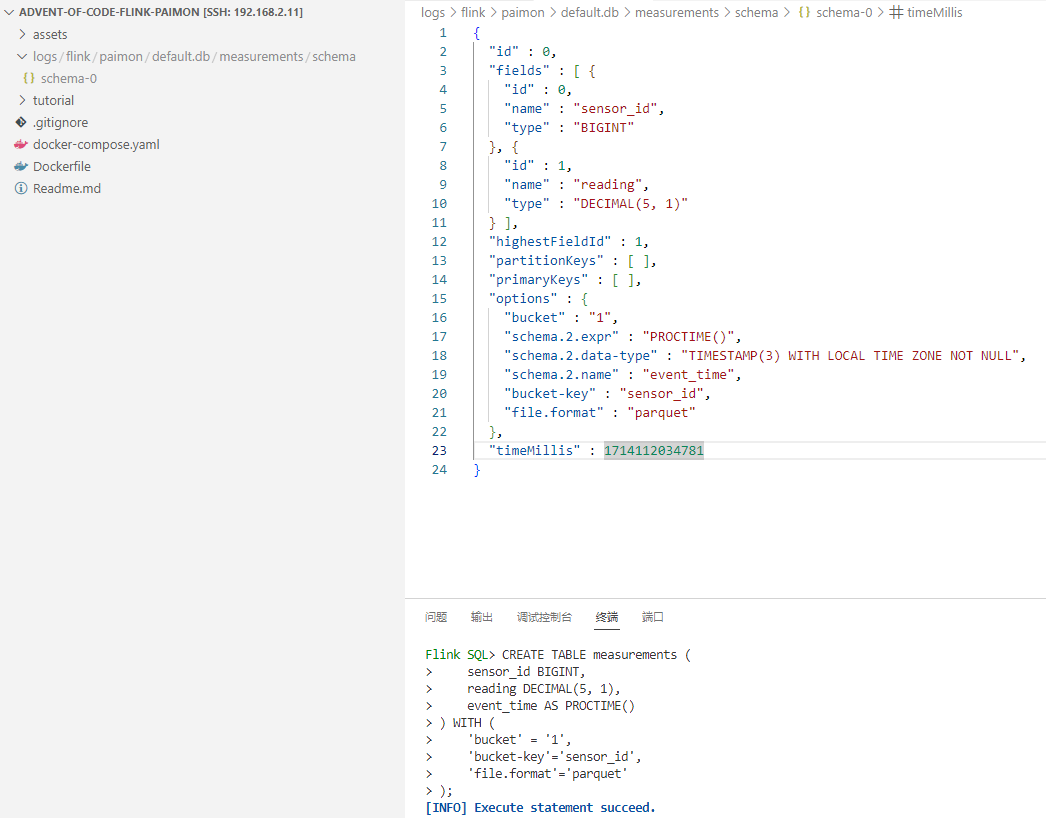 ADVENT-OF-CODE-FLINK-PAIMON [SSH: 192.168.2.11]
assets
logs/flink/paimon/default.db/measurements/schema
{} schema-0
tutorial
.gitignore
docker-compose.yaml
Dockerfile
Readme.md
logs > flink > paimon > default.db > measurements > schema > {} schema-0 > # timeMillis
1 {
2 "id" : 0,
3 "fields" : [ {
4 "id" : 0,
5 "name" : "sensor_id",
6 "type" : "BIGINT"
7 }, {
8 "id" : 1,
9 "name" : "reading",
10 "type" : "DECIMAL(5, 1)"
11 } ],
12 "highestFieldId" : 1,
13 "partitionKeys" : [ ],
14 "primaryKeys" : [ ],
15 "options" : {
16 "bucket" : "1",
17 "schema.2.expr" : "PROCTIME()",
18 "schema.2.data-type" : "TIMESTAMP(3) WITH LOCAL TIME ZONE NOT NULL",
19 "schema.2.name" : "event_time",
20 "bucket-key" : "sensor_id",
21 "file.format" : "parquet"
22 },
23 "timeMillis" : 1714112034781
24 }
问题 输出 调试控制台 终端 端口
Flink SQL> CREATE TABLE measurements (
> sensor_id BIGINT,
> reading DECIMAL(5, 1),
> event_time AS PROCTIME()
> ) WITH (
> 'bucket' = '1',
> 'bucket-key'='sensor_id',
> 'file.format'='parquet'
> );
[INFO] Execute statement succeed.